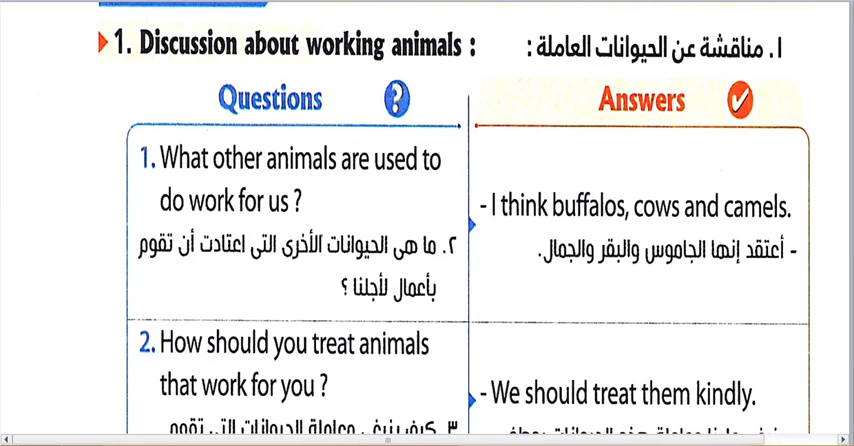 1. Discussion about working animals :
١. مناقشة عن الحيوانات العاملة :
Questions ?
Answers
1. What other animals are used to
do work for us ?
٢. ما هى الحيوانات الأخرى التى اعتادت أن تقوم
بأعمال لأجلنا ؟
- I think buffalos, cows and camels.
- أعتقد إنها الجاموس والبقر والجمال.
2. How should you treat animals
that work for you ?
- We should treat them kindly.